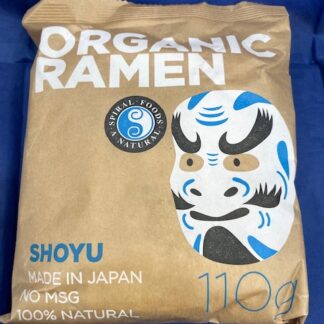 ORGANIC
RAMEN
SPIRAL FOODS
NATURAL
SHOYU
MADE IN JAPAN
NO MSG
100% NATURAL
110g